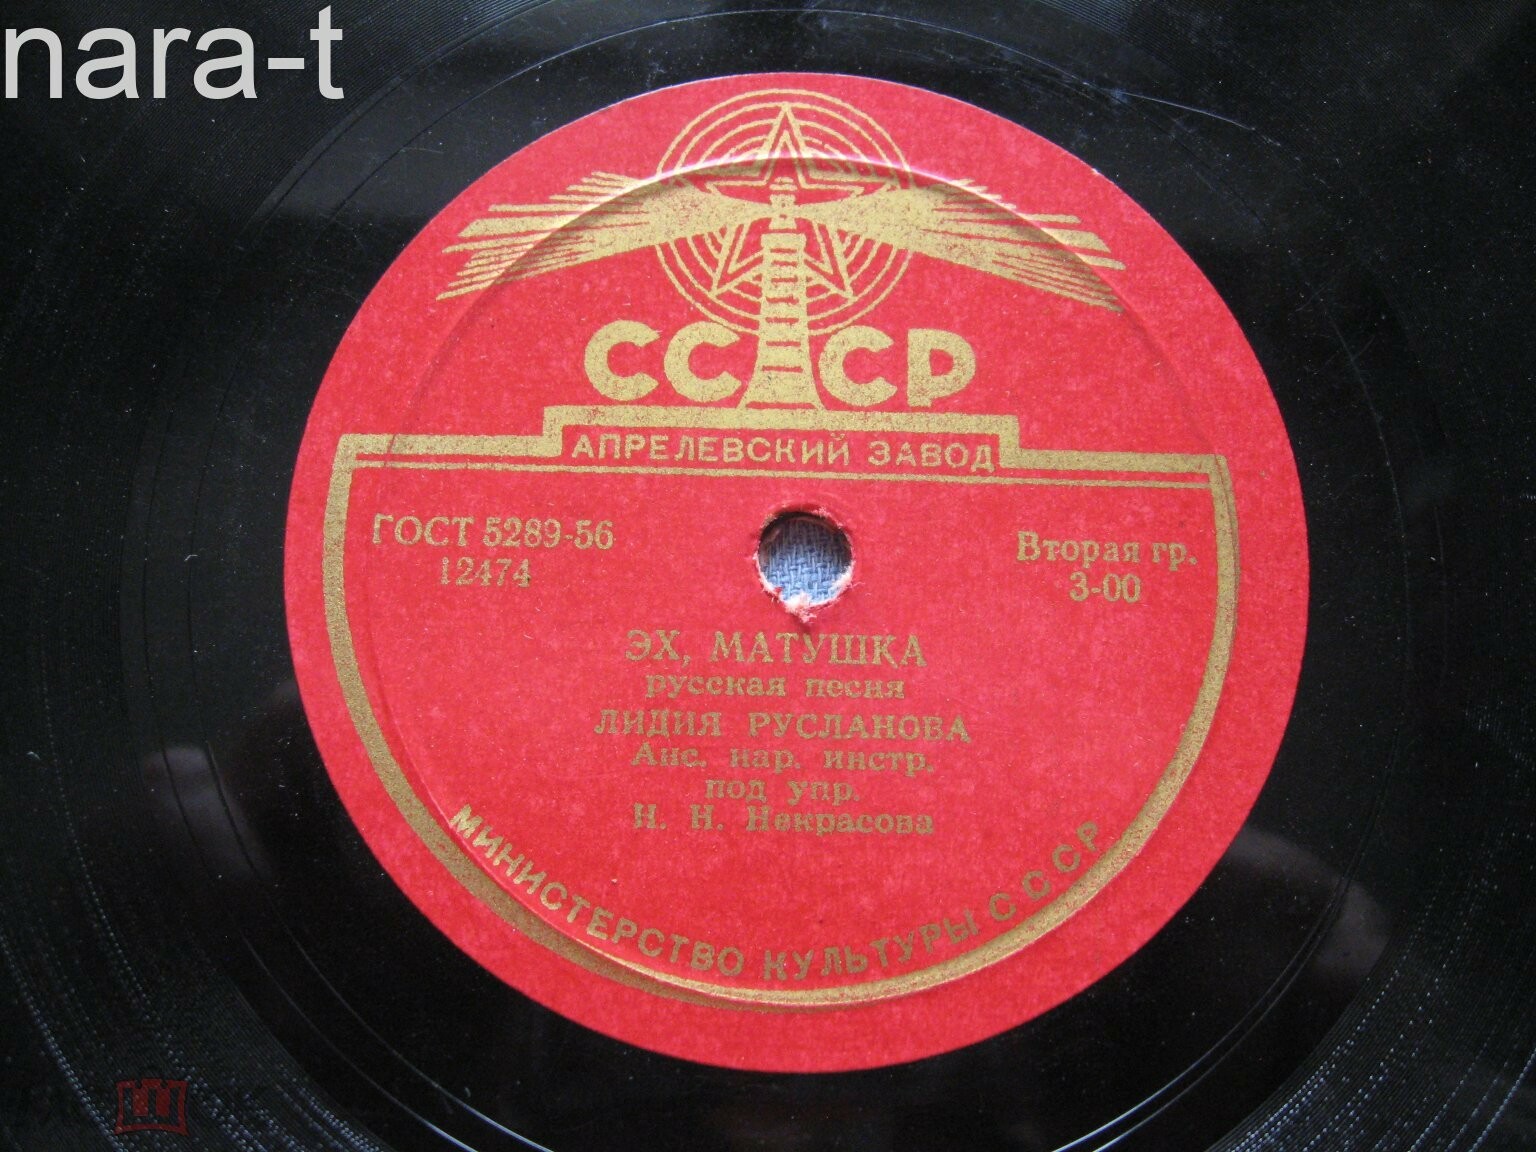 nara-t
СССР
АПРЕЛЕВСКИЙ ЗАВОД
ГОСТ 5289-56
12474
Вторая гр.
3-00
ЭХ, МАТУШКА
русская песня
ЛИДИЯ РУСЛАНОВА
Анс. нар. инстр.
под упр.
Н. Н. Некрасова
МИНИСТЕРСТВО КУЛЬТУРЫ СССР